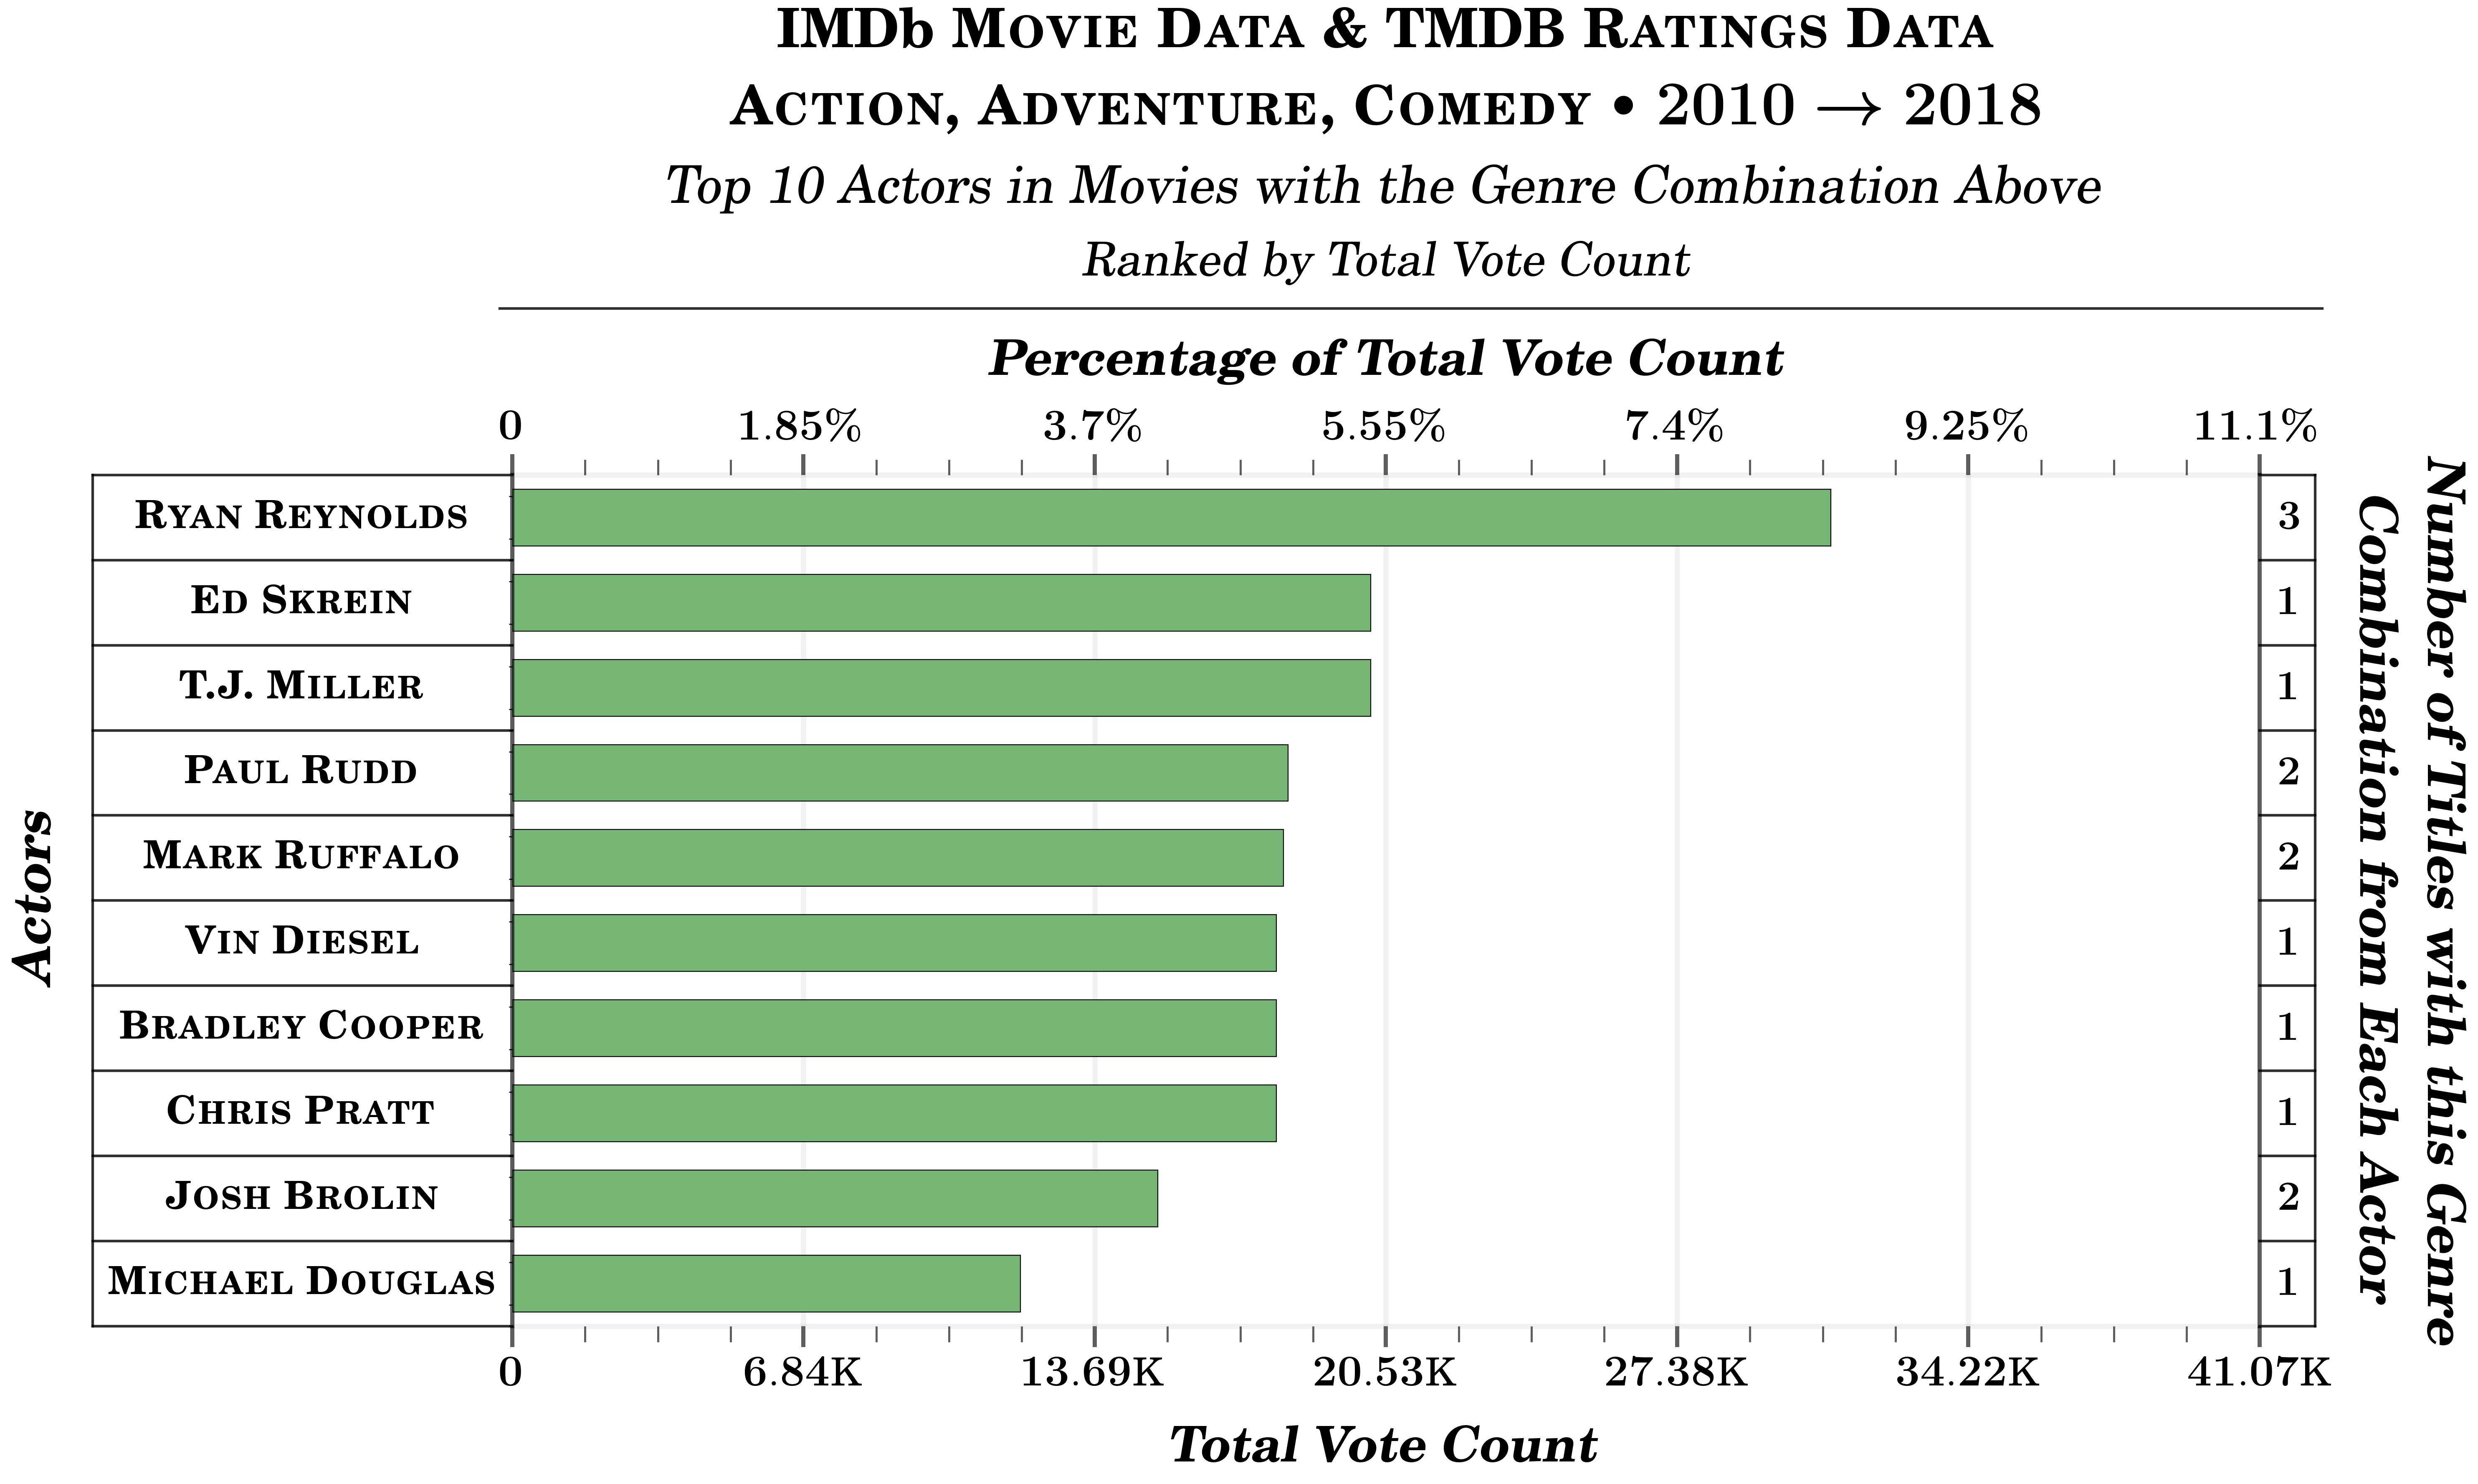 IMDb Movie Data & TMDB Ratings Data
Action, Adventure, Comedy • 2010 → 2018
Top 10 Actors in Movies with the Genre Combination Above
Ranked by Total Vote Count
Percentage of Total Vote Count
0 1.85% 3.7% 5.55% 7.4% 9.25% 11.1%
Actors
Ryan Reynolds 3
Ed Skrein 1
T.J. Miller 1
Paul Rudd 2
Mark Ruffalo 2
Vin Diesel 1
Bradley Cooper 1
Chris Pratt 1
Josh Brolin 2
Michael Douglas 1
Number of Titles with this Genre
Combination from Each Actor
0 6.84K 13.69K 20.53K 27.38K 34.22K 41.07K
Total Vote Count